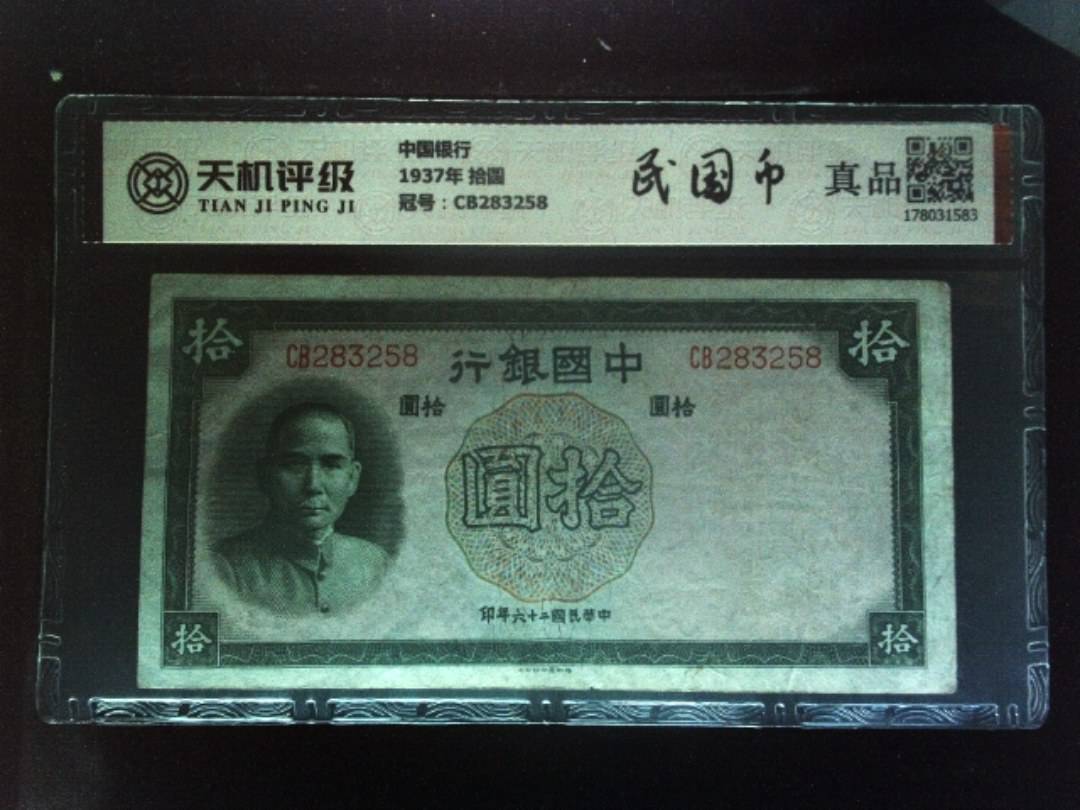 天机评级
TIAN JI PING JI
中国银行
1937年 拾圆
冠号：CB283258
民国币
真品
178031583
拾
拾
CB283258
中國銀行
CB283258
拾圓
拾圓
拾圓
中華民國二十六年印
拾
拾